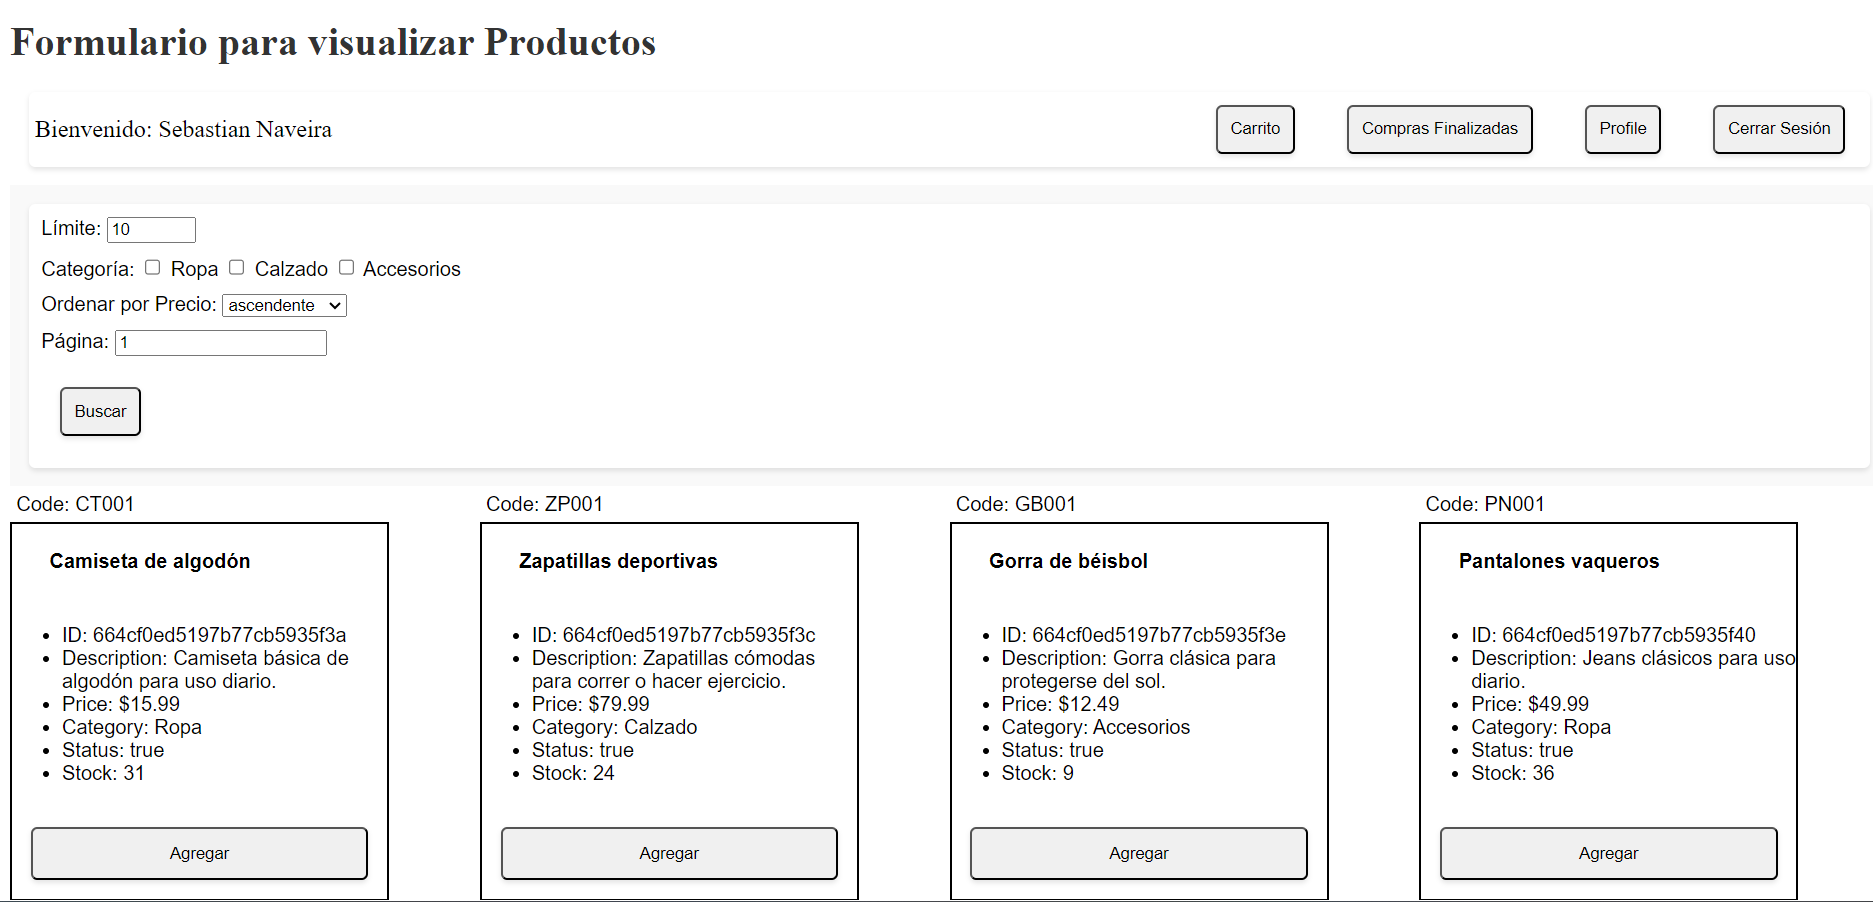 Formulario para visualizar Productos
Bienvenido: Sebastian Naveira
Carrito
Compras Finalizadas
Profile
Cerrar Sesión
Límite: 10
Categoría: Ropa Calzado Accesorios
Ordenar por Precio: ascendente
Página: 1
Buscar
Code: CT001
Camiseta de algodón
ID: 664cf0ed5197b77cb5935f3a
Description: Camiseta básica de
algodón para uso diario.
Price: $15.99
Category: Ropa
Status: true
Stock: 31
Agregar
Code: ZP001
Zapatillas deportivas
ID: 664cf0ed5197b77cb5935f3c
Description: Zapatillas cómodas
para correr o hacer ejercicio.
Price: $79.99
Category: Calzado
Status: true
Stock: 24
Agregar
Code: GB001
Gorra de béisbol
ID: 664cf0ed5197b77cb5935f3e
Description: Gorra clásica para
protegerse del sol.
Price: $12.49
Category: Accesorios
Status: true
Stock: 9
Agregar
Code: PN001
Pantalones vaqueros
ID: 664cf0ed5197b77cb5935f40
Description: Jeans clásicos para uso
diario.
Price: $49.99
Category: Ropa
Status: true
Stock: 36
Agregar